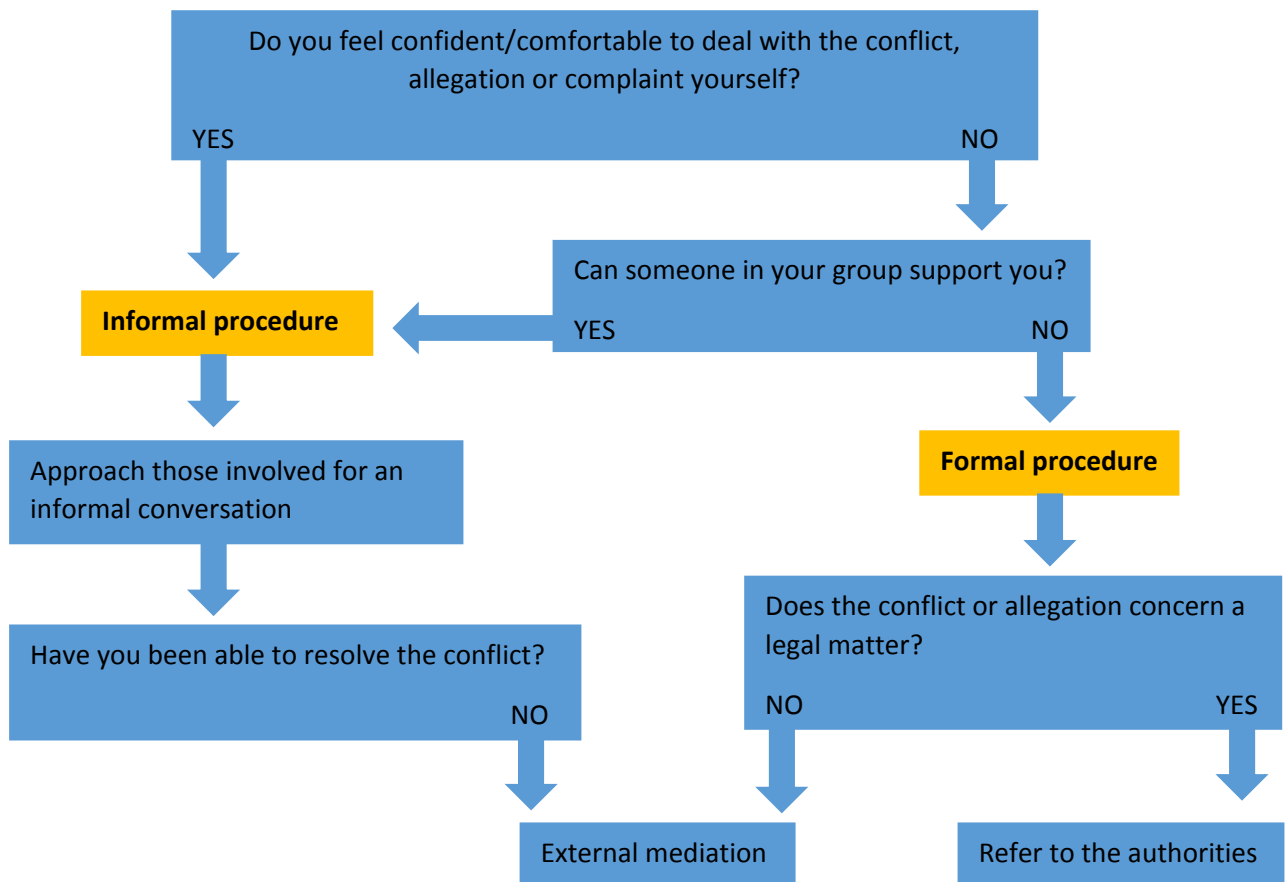 Do you feel confident/comfortable to deal with the conflict,
allegation or complaint yourself?
YES NO
Can someone in your group support you?
YES NO
Informal procedure
Approach those involved for an
informal conversation
Formal procedure
Have you been able to resolve the conflict?
NO
Does the conflict or allegation concern a
legal matter?
NO YES
External mediation
Refer to the authorities